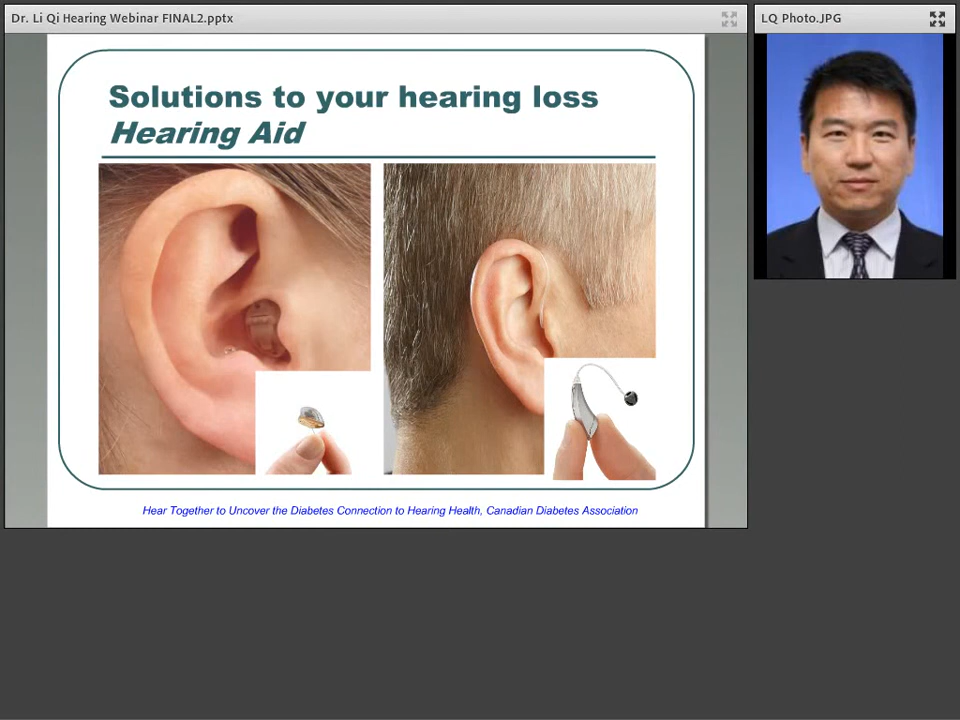 Dr. Li Qi Hearing Webinar FINAL2.pptx
LQ Photo.JPG
Solutions to your hearing loss
Hearing Aid
Hear Together to Uncover the Diabetes Connection to Hearing Health, Canadian Diabetes Association